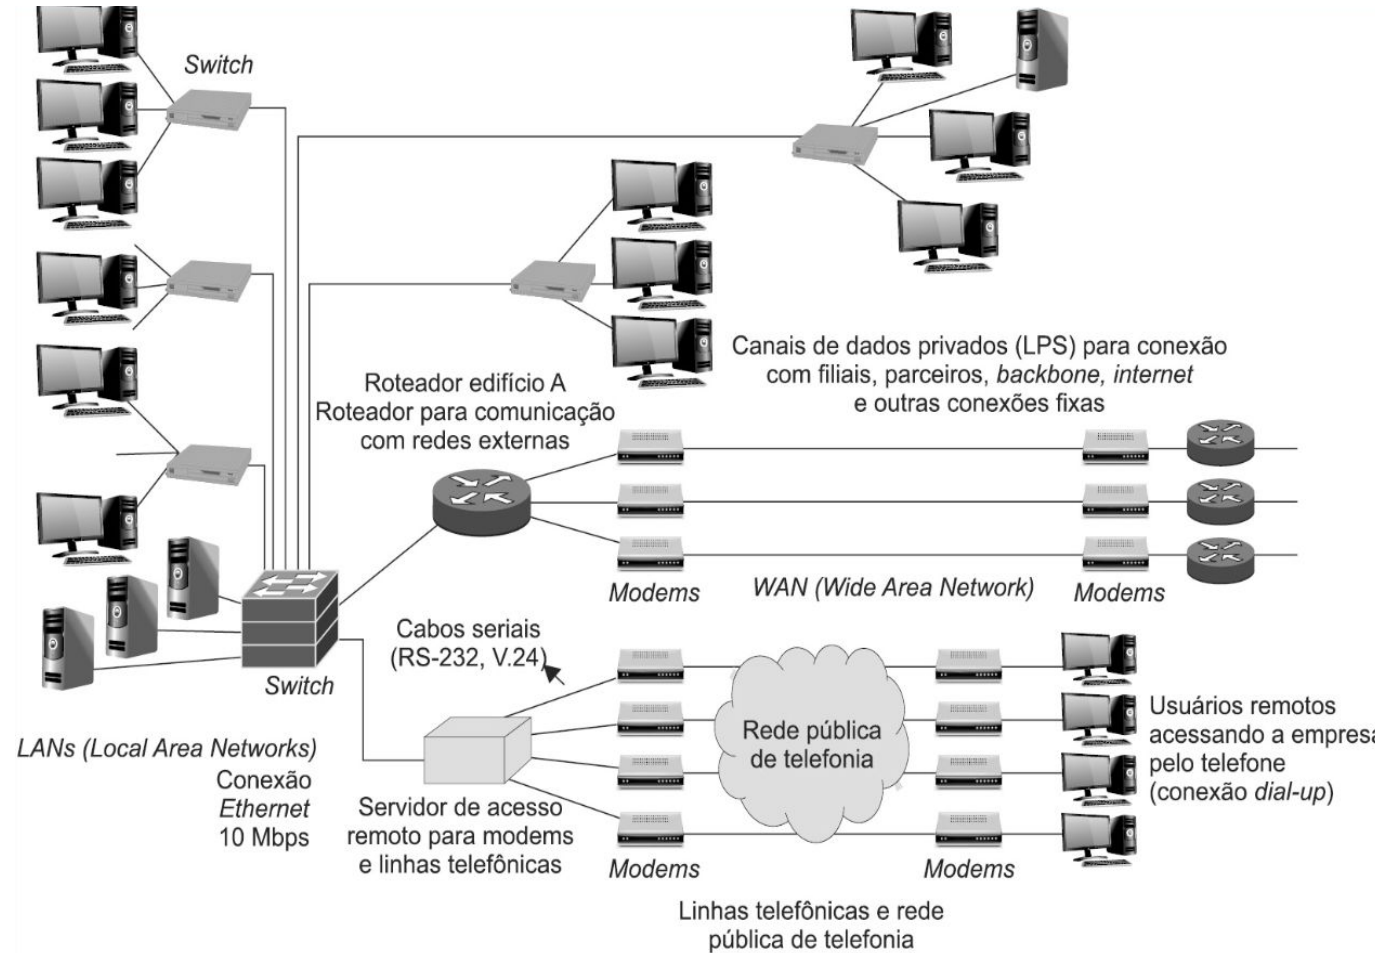 Switch
Canais de dados privados (LPS) para conexão
com filiais, parceiros, backbone, internet
e outras conexões fixas
Roteador edifício A
Roteador para comunicação
com redes externas
Modems
WAN (Wide Area Network)
Modems
Cabos seriais
(RS-232, V.24)
Switch
LANs (Local Area Networks)
Conexão
Ethernet
10 Mbps
Rede pública
de telefonia
Usuários remotos
acessando a empresa
pelo telefone
(conexão dial-up)
Servidor de acesso
remoto para modems
e linhas telefônicas
Modems
Modems
Linhas telefônicas e rede
pública de telefonia